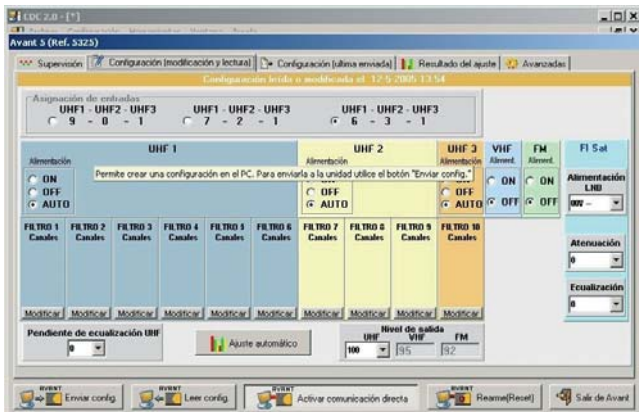 CDC 2.0 - [*]
Avant 5 (Ref. 5325)
Supervisión
Configuración (modificación y lectura)
Configuración (ultima enviada)
Resultado del ajuste
Avanzadas
Configuración leída o modificada el 12-5-2005 13:54
Asignación de entradas
UHF1 - UHF2 - UHF3
9 - 0 - 1
UHF1 - UHF2 - UHF3
7 - 2 - 1
UHF1 - UHF2 - UHF3
6 - 3 - 1
UHF 1
UHF 2
UHF 3
VHF
FM
FI Sat
Alimentación
Alimentación
Alimentación
Aliment.
Aliment.
Permite crear una configuración en el PC. Para enviarla a la unidad utilice el botón "Enviar config."
ON
OFF
AUTO
OFF
AUTO
OFF
AUTO
ON
OFF
ON
OFF
Alimentación LNB
FILTRO 1 Canales
FILTRO 2 Canales
FILTRO 3 Canales
FILTRO 4 Canales
FILTRO 5 Canales
FILTRO 6 Canales
FILTRO 7 Canales
FILTRO 8 Canales
FILTRO 9 Canales
FILTRO 10 Canales
Atenuación
0
Ecualización
0
Modificar Modificar Modificar Modificar Modificar Modificar Modificar Modificar Modificar Modificar
Pendiente de ecualización UHF
0
Ajuste automático
Nivel de salida
UHF VHF FM
100 95 92
AVANT Enviar config.
AVANT Leer config.
AVANT Activar comunicación directa
AVANT Rearme(Reset)
Salir de Avant